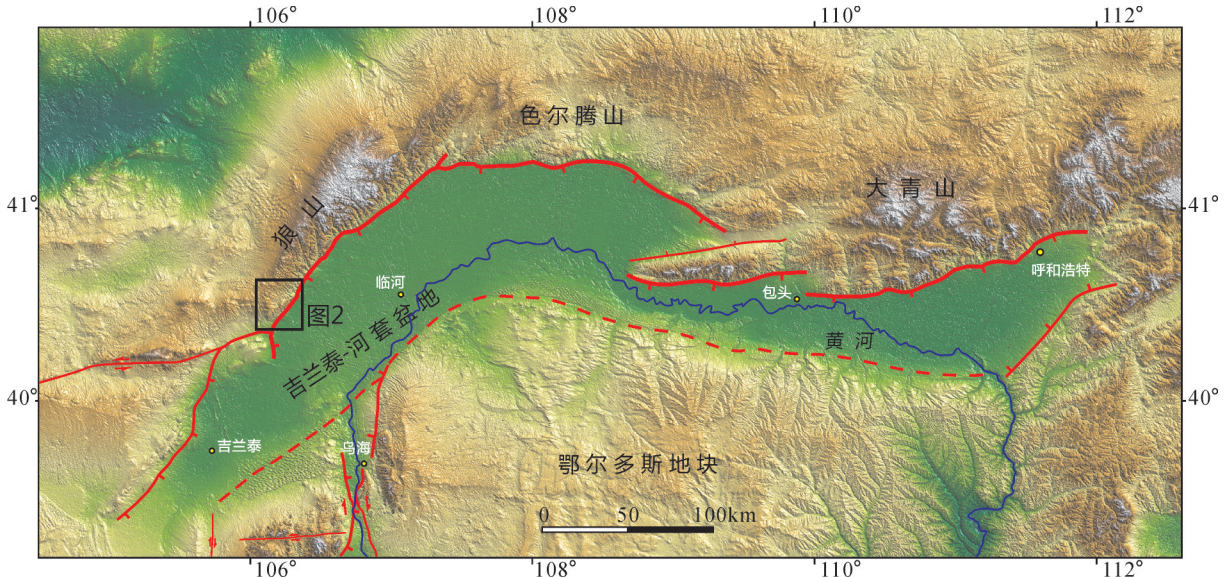 106°
108°
110°
112°
色尔腾山
大青山
41°
41°
狼山
呼和浩特
临河
包头
图2
吉兰泰-河套盆地
黄河
40°
40°
吉兰泰
乌海
鄂尔多斯地块
0 50 100km
106°
108°
110°
112°